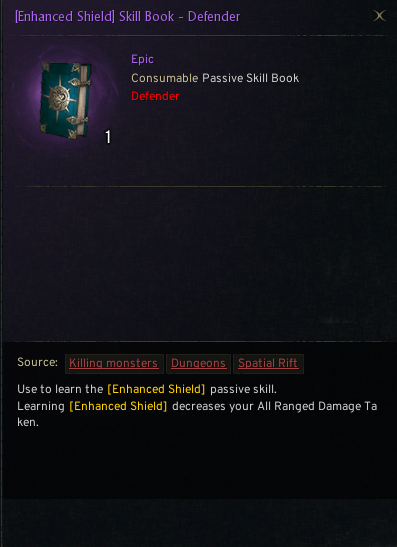 [Enhanced Shield] Skill Book - Defender
Epic
Consumable Passive Skill Book
Defender
1
Source: Killing monsters Dungeons Spatial Rift
Use to learn the [Enhanced Shield] passive skill.
Learning [Enhanced Shield] decreases your All Ranged Damage Ta
ken.